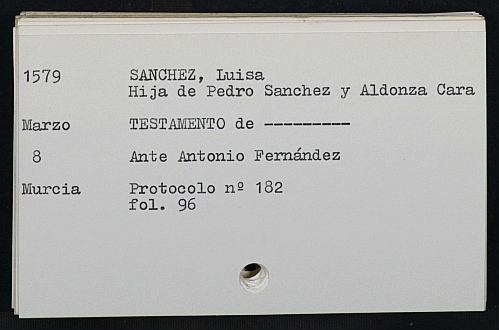 1579 SANCHEZ, Luisa
Hija de Pedro Sanchez y Aldonza Cara
Marzo TESTAMENTO de ---------
8 Ante Antonio Fernández
Murcia Protocolo nº 182
fol. 96